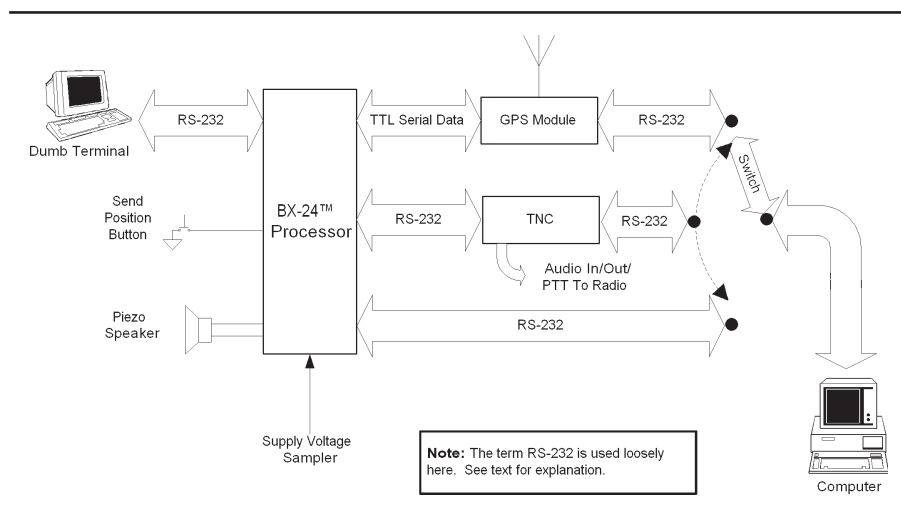 RS-232
TTL Serial Data
GPS Module
RS-232
Dumb Terminal
Switch
Send
Position
Button
BX-24™
Processor
RS-232
TNC
RS-232
Audio In/Out/
PTT To Radio
Piezo
Speaker
RS-232
Supply Voltage
Sampler
Note: The term RS-232 is used loosely
here. See text for explanation.
Computer